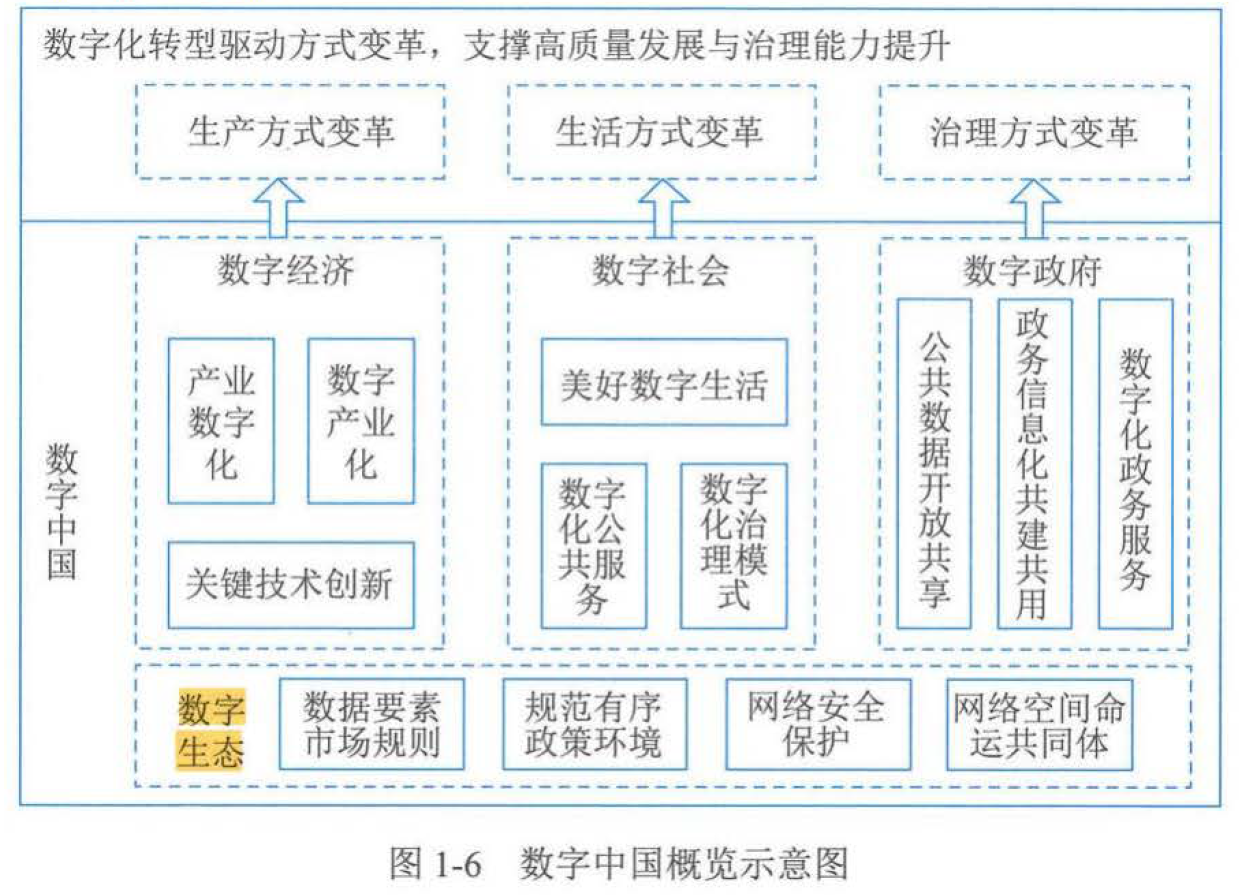 数字化转型驱动方式变革，支撑高质量发展与治理能力提升
生产方式变革
生活方式变革
治理方式变革
数字中国
数字经济
产业
数字
化
数字
产业
化
关键技术创新
数字社会
美好数字生活
数字
化公
共服
务
数字
化治
理模
式
数字政府
公共数据开放共享
政务信息化共建共用
数字化政务服务
数字
生态
数据要素
市场规则
规范有序
政策环境
网络安全
保护
网络空间命
运共同体
图 1-6 数字中国概览示意图